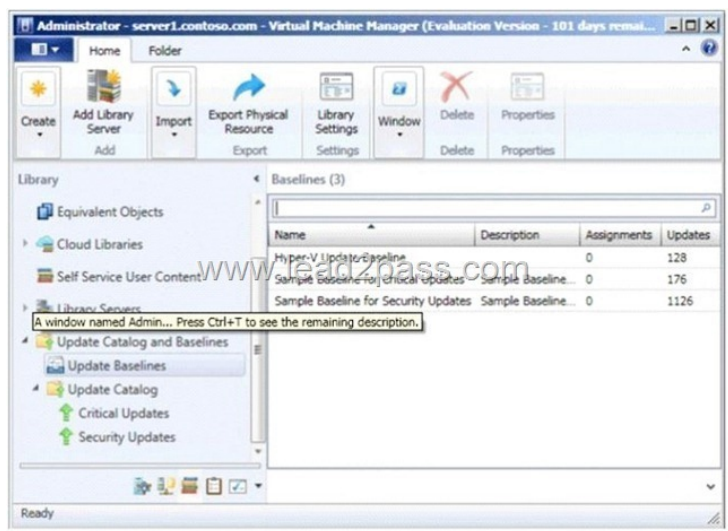 Administrator - server1.contoso.com - Virtual Machine Manager (Evaluation Version - 101 days remai...
Home Folder
Create
Add Library Server
Import
Export Physical Resource
Library Settings
Window
Delete
Properties
Add
Export
Settings
Delete
Properties
Library
Baselines (3)
Equivalent Objects
Cloud Libraries
Self Service User Content
Library Servers
A window named Admin... Press Ctrl+T to see the remaining description.
Update Catalog and Baselines
Update Baselines
Update Catalog
Critical Updates
Security Updates
Name Description Assignments Updates
Hyper-V Update Baseline 0 128
Sample Baseline for Critical Updates Sample Baseline... 0 176
Sample Baseline for Security Updates Sample Baseline... 0 1126
www.lead2pass.com
Ready